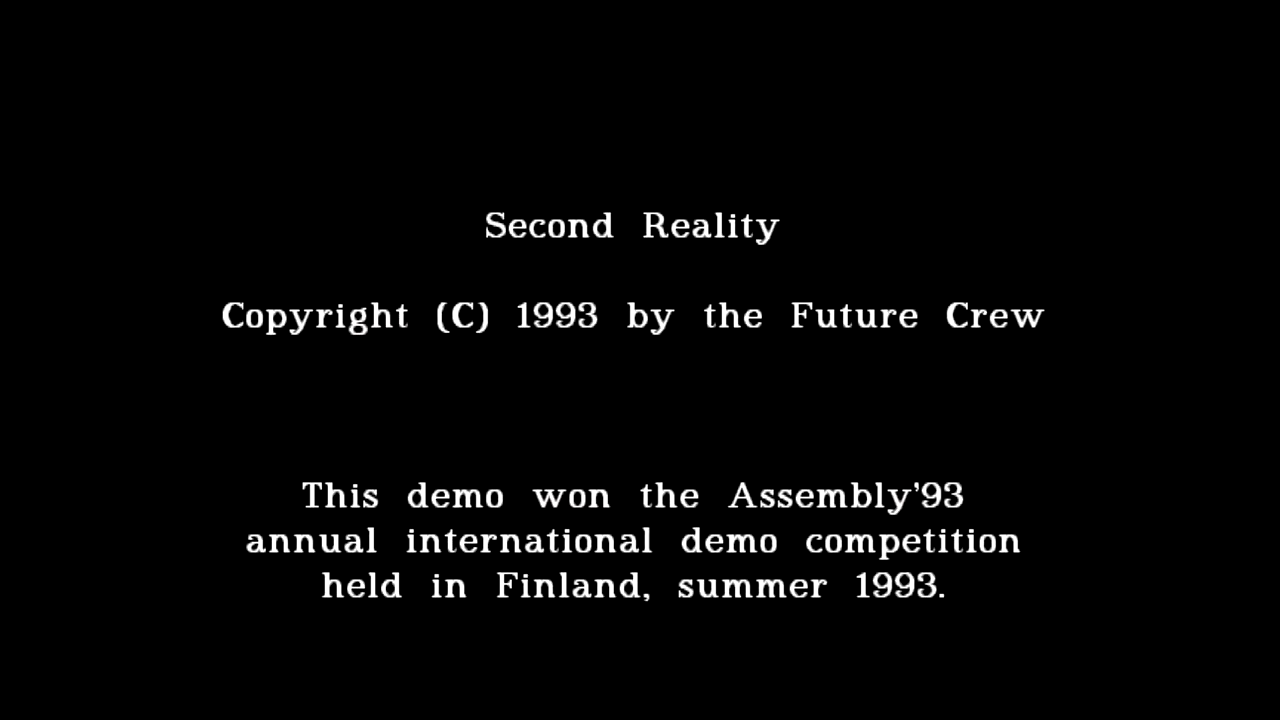 Second Reality
Copyright (C) 1993 by the Future Crew
This demo won the Assembly'93
annual international demo competition
held in Finland, summer 1993.